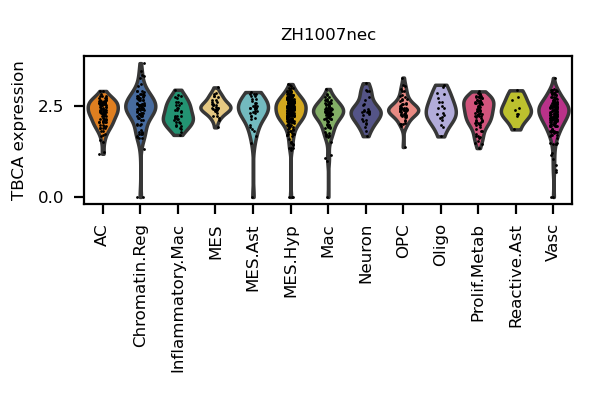 ZH1007nec
TBCA expression
2.5
0.0
AC
Chromatin.Reg
Inflammatory.Mac
MES
MES.Ast
MES.Hyp
Mac
Neuron
OPC
Oligo
Prolif.Metab
Reactive.Ast
Vasc